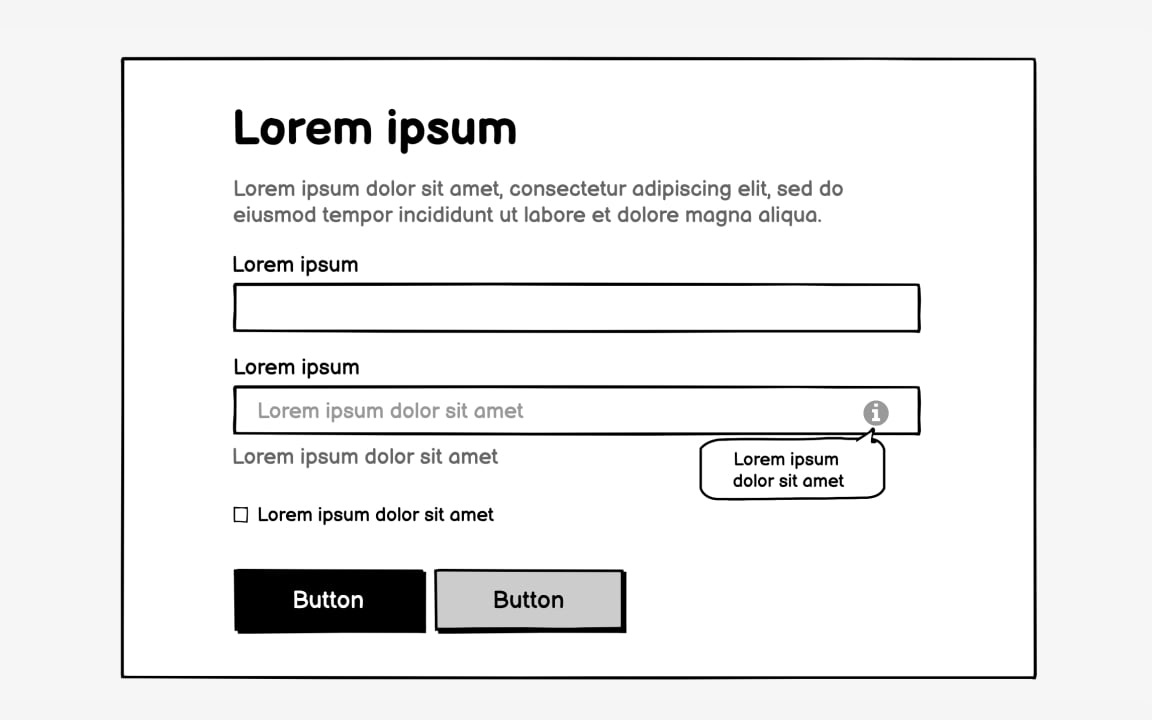 Lorem ipsum
Lorem ipsum dolor sit amet, consectetur adipiscing elit, sed do
eiusmod tempor incididunt ut labore et dolore magna aliqua.
Lorem ipsum
Lorem ipsum
Lorem ipsum dolor sit amet
Lorem ipsum dolor sit amet
Lorem ipsum
dolor sit amet
Lorem ipsum dolor sit amet
Button
Button